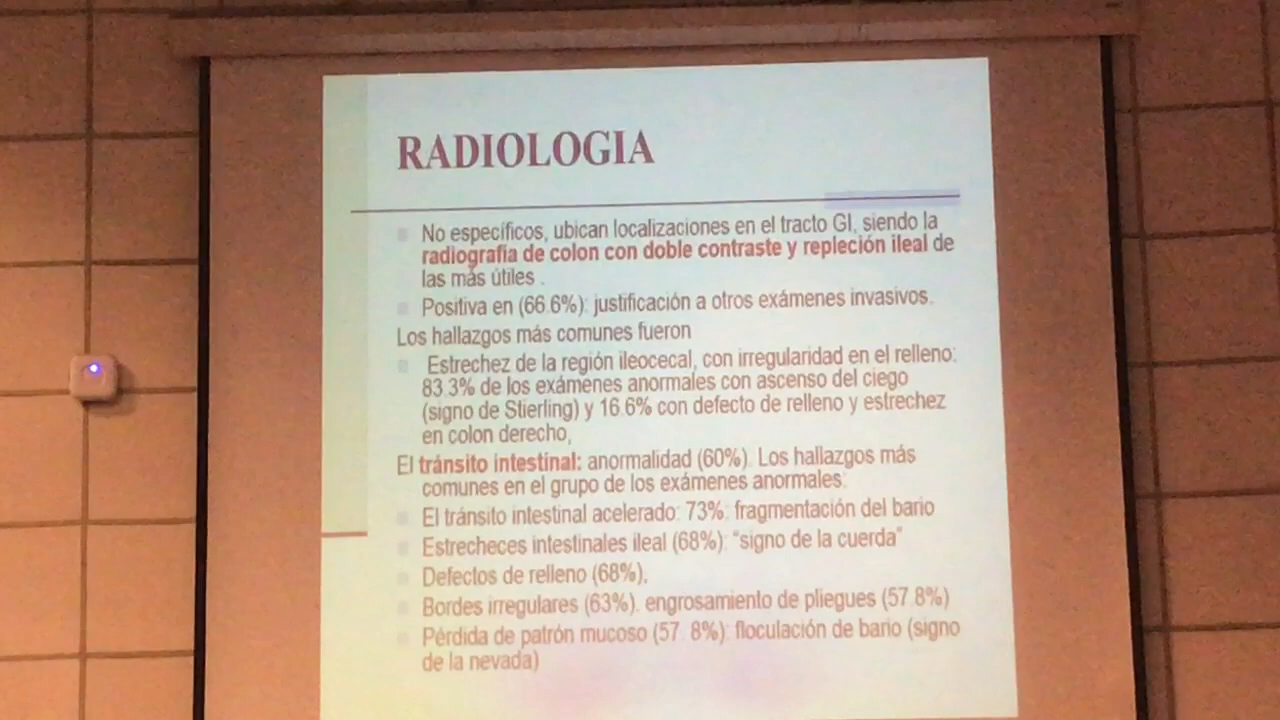 RADIOLOGIA
No específicos, ubican localizaciones en el tracto GI, siendo la
radiografía de colon con doble contraste y repleción ileal de
las más útiles .
Positiva en (66.6%): justificación a otros exámenes invasivos.
Los hallazgos más comunes fueron
Estrechez de la región ileocecal, con irregularidad en el relleno:
83.3% de los exámenes anormales con ascenso del ciego
(signo de Stierling) y 16.6% con defecto de relleno y estrechez
en colon derecho,
El tránsito intestinal: anormalidad (60%). Los hallazgos más
comunes en el grupo de los exámenes anormales:
El tránsito intestinal acelerado: 73%: fragmentación del bario
Estrecheces intestinales ileal (68%): "signo de la cuerda"
Defectos de relleno (68%),
Bordes irregulares (63%). engrosamiento de pliegues (57.8%)
Pérdida de patrón mucoso (57. 8%): floculación de bario (signo
de la nevada)